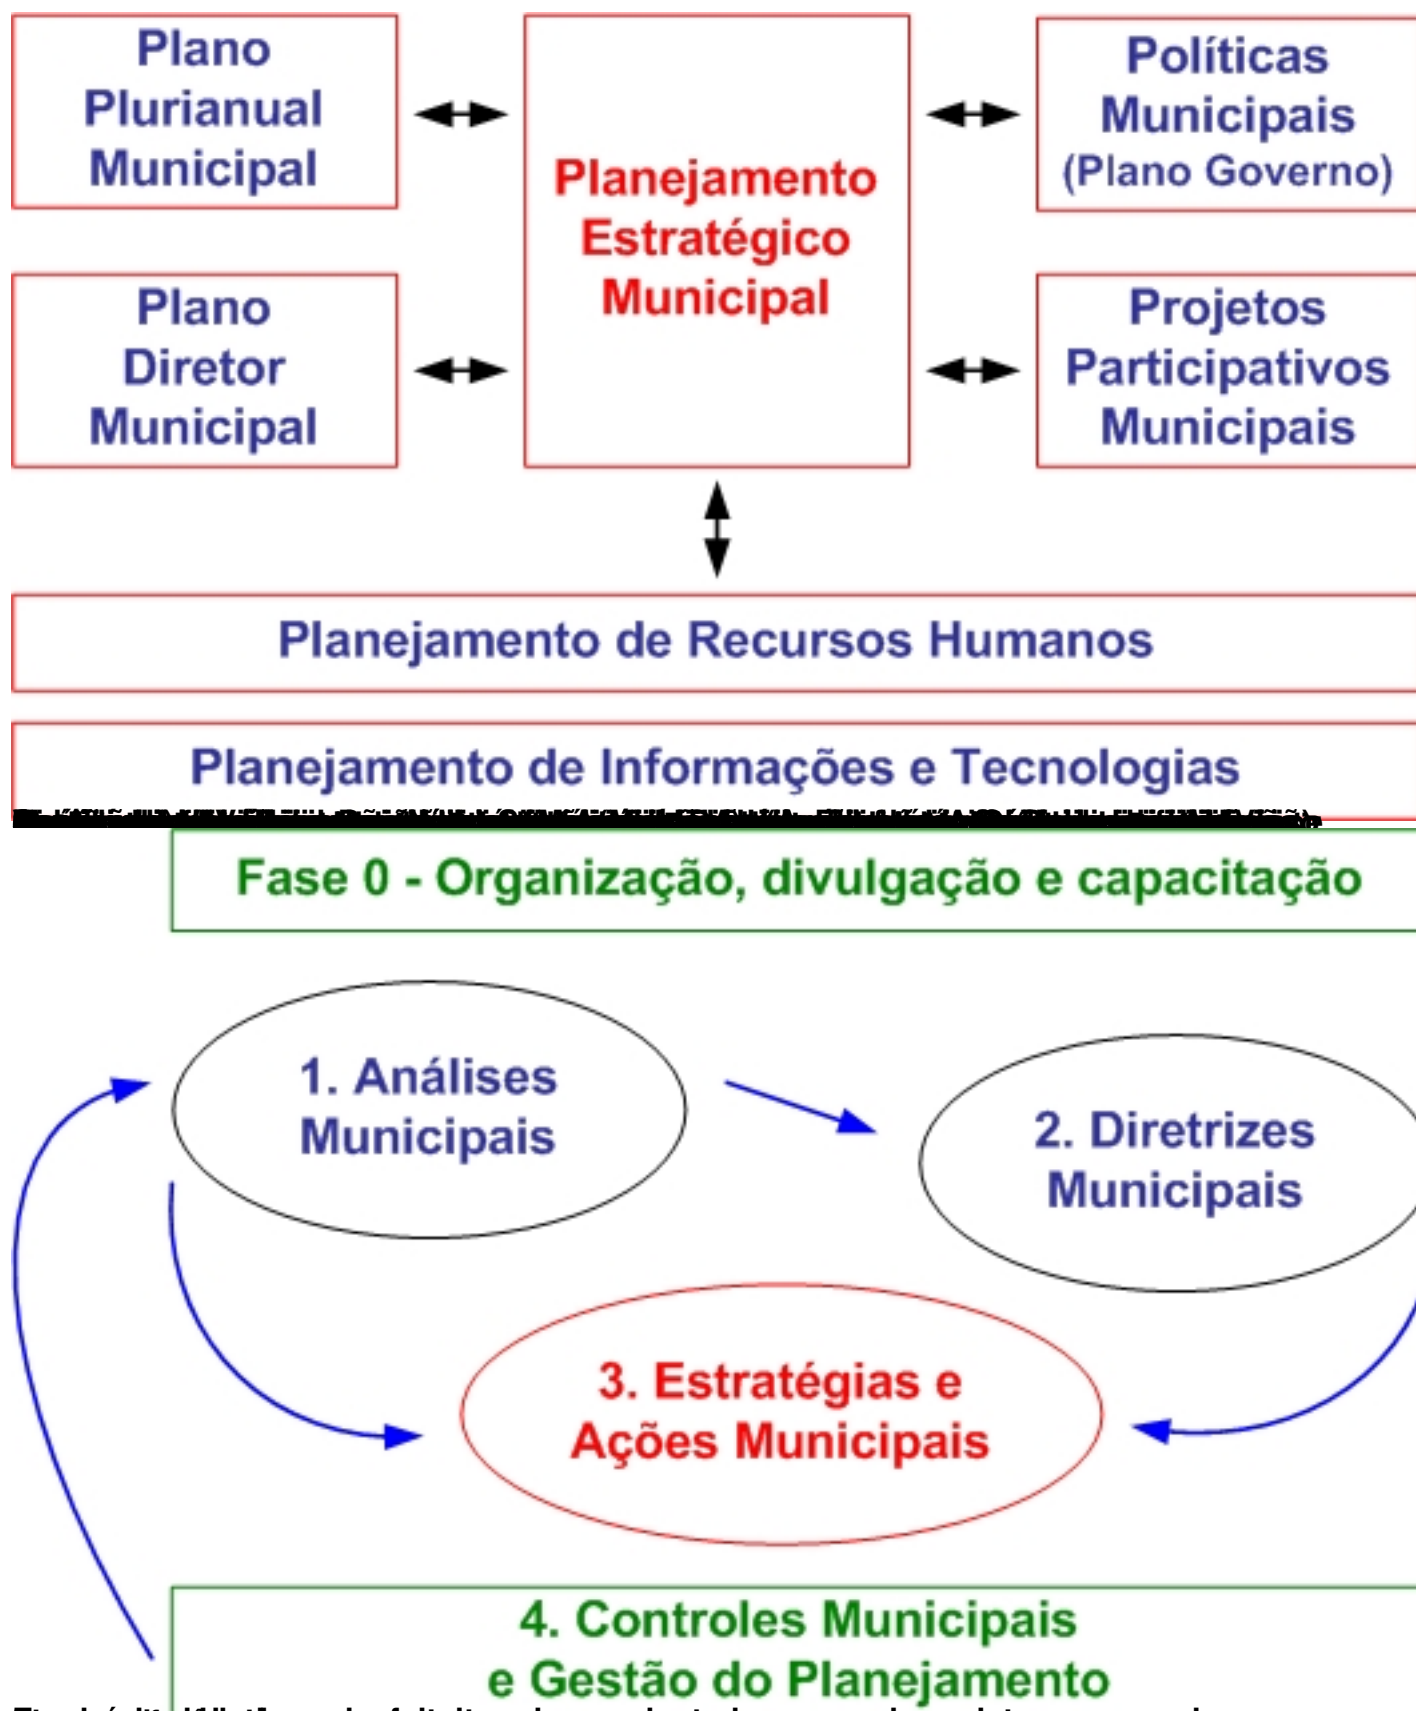 Plano
Plurianual
Municipal
Planejamento
Estratégico
Municipal
Políticas
Municipais
(Plano Governo)
Plano
Diretor
Municipal
Projetos
Participativos
Municipais
Planejamento de Recursos Humanos
Planejamento de Informações e Tecnologias
Fase 0 - Organização, divulgação e capacitação
1. Análises
Municipais
2. Diretrizes
Municipais
3. Estratégias e
Ações Municipais
4. Controles Municipais
e Gestão do Planejamento